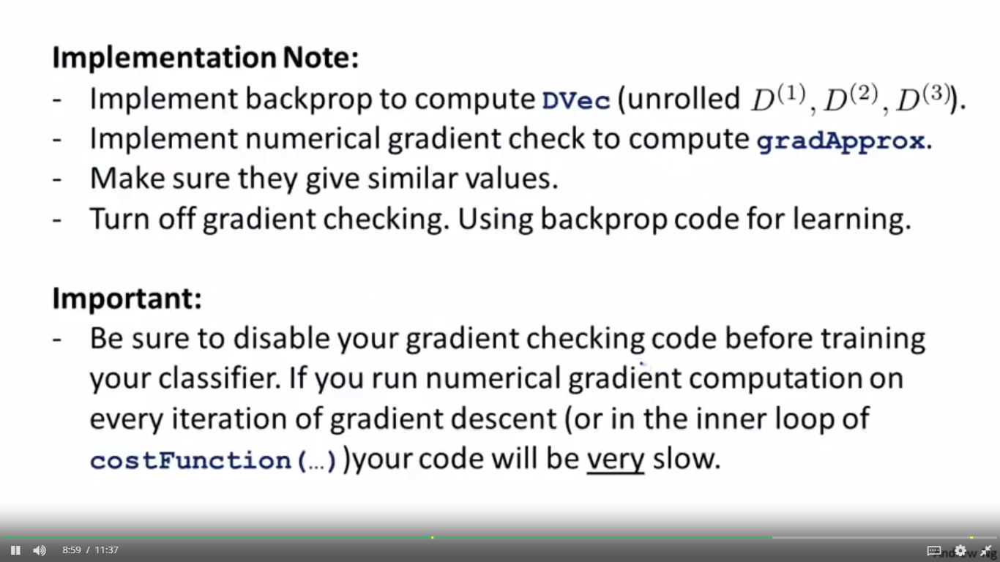 Implementation Note:
- Implement backprop to compute DVec (unrolled D^(1), D^(2), D^(3)).
- Implement numerical gradient check to compute gradApprox.
- Make sure they give similar values.
- Turn off gradient checking. Using backprop code for learning.
Important:
- Be sure to disable your gradient checking code before training
your classifier. If you run numerical gradient computation on
every iteration of gradient descent (or in the inner loop of
costFunction(…))your code will be very slow.
8:59 / 11:37
Andrew Ng